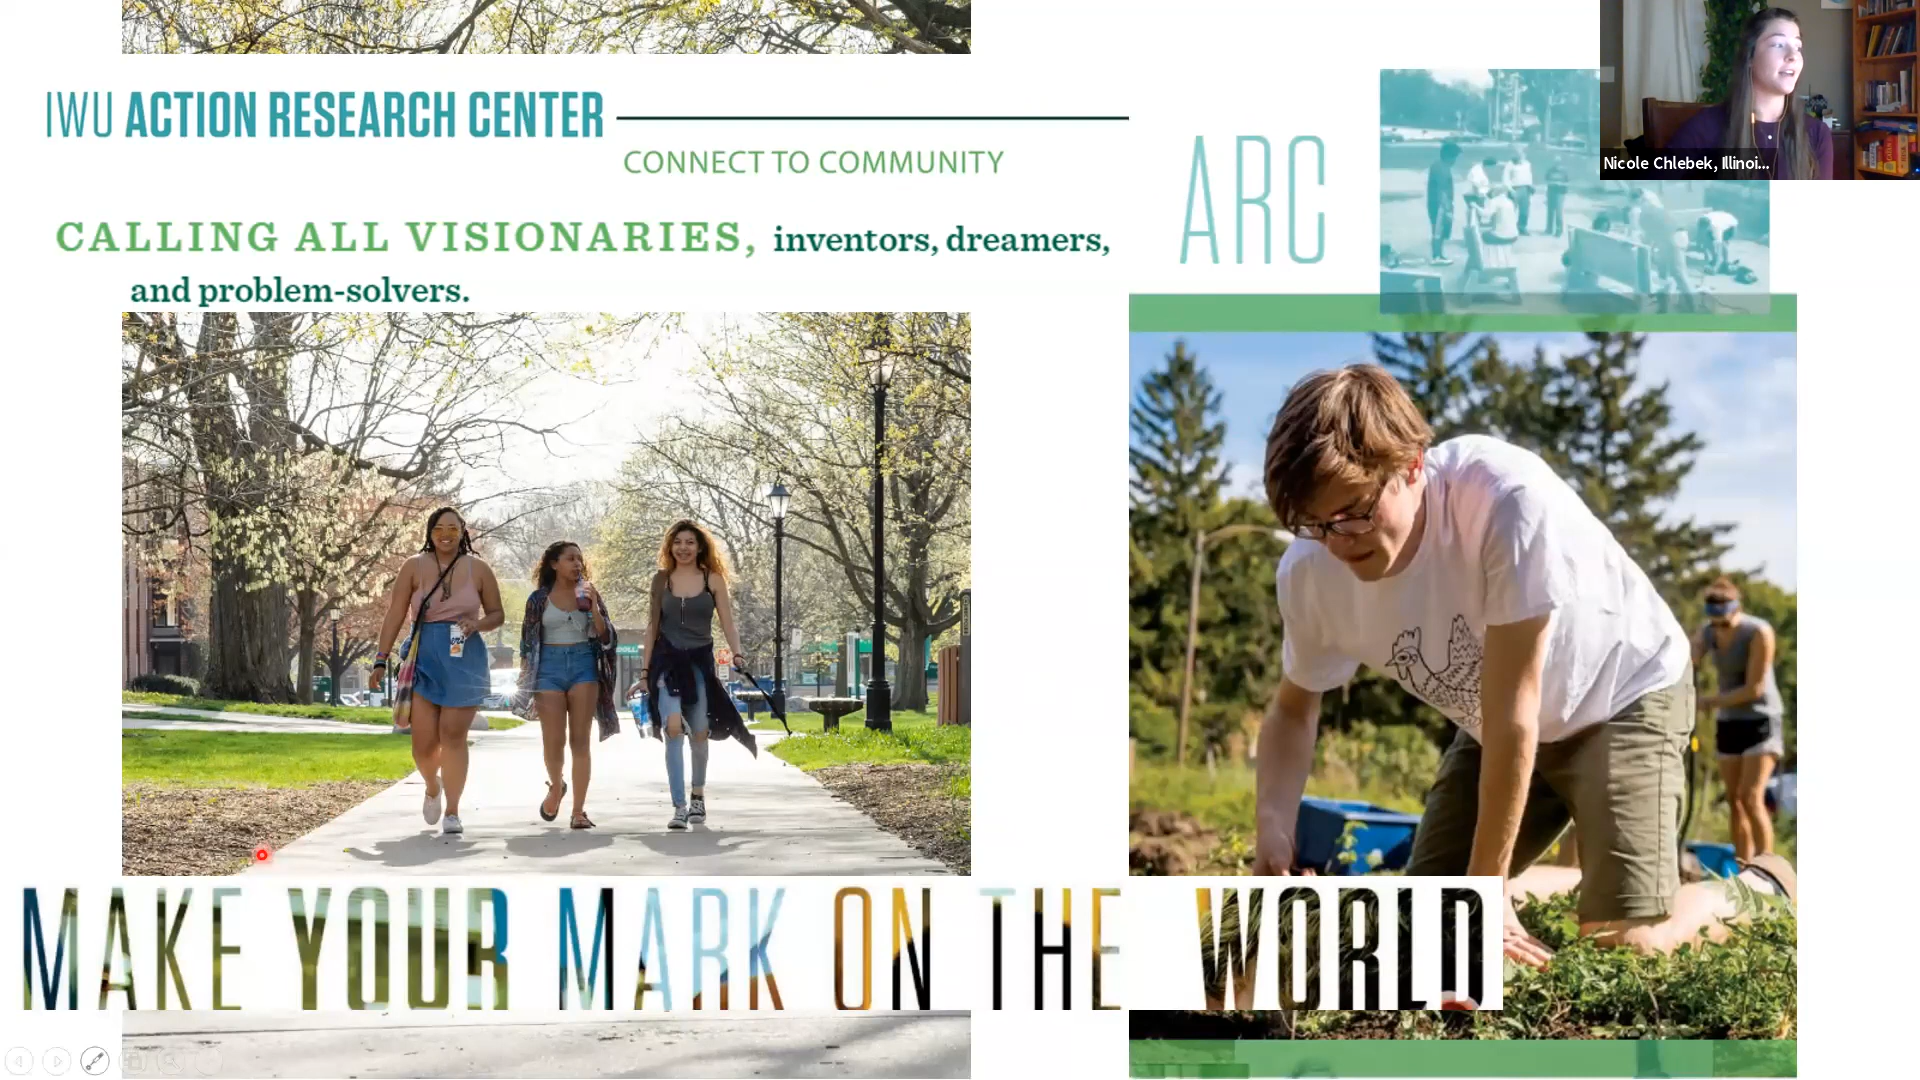 IWU ACTION RESEARCH CENTER
CONNECT TO COMMUNITY
ARC
Nicole Chlebek, Illinoi...
CALLING ALL VISIONARIES, inventors, dreamers,
and problem-solvers.
MAKE YOUR MARK ON THE WORLD